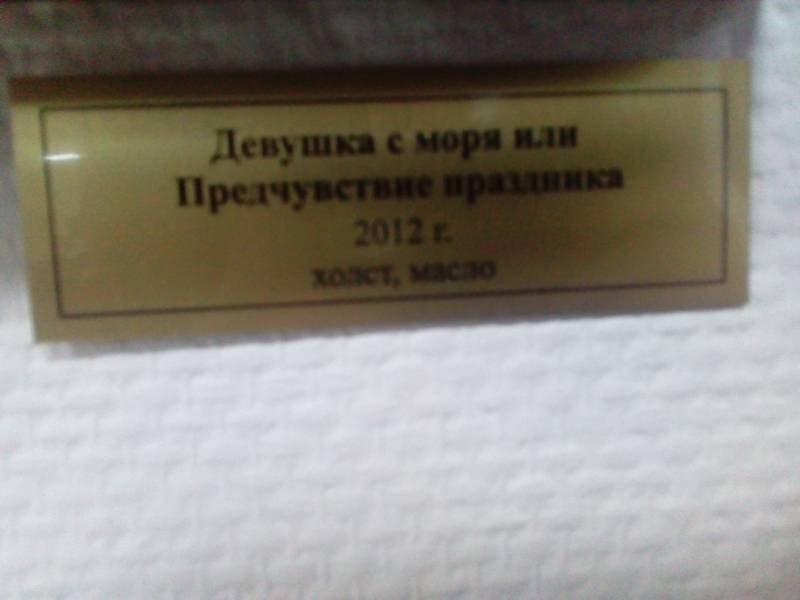 Девушка с моря или
Предчувствие праздника
2012 г.
холст, масло